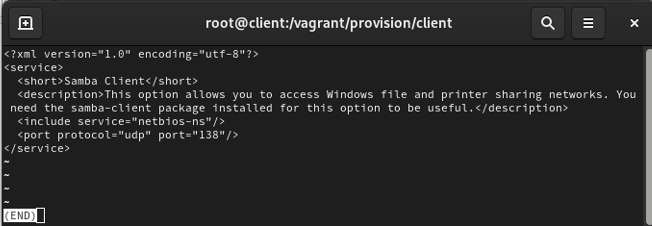 root@client:/vagrant/provision/client
<?xml version="1.0" encoding="utf-8"?>
<service>
  <short>Samba Client</short>
  <description>This option allows you to access Windows file and printer sharing networks. You
 need the samba-client package installed for this option to be useful.</description>
  <include service="netbios-ns"/>
  <port protocol="udp" port="138"/>
</service>
~
~
~
~
(END)